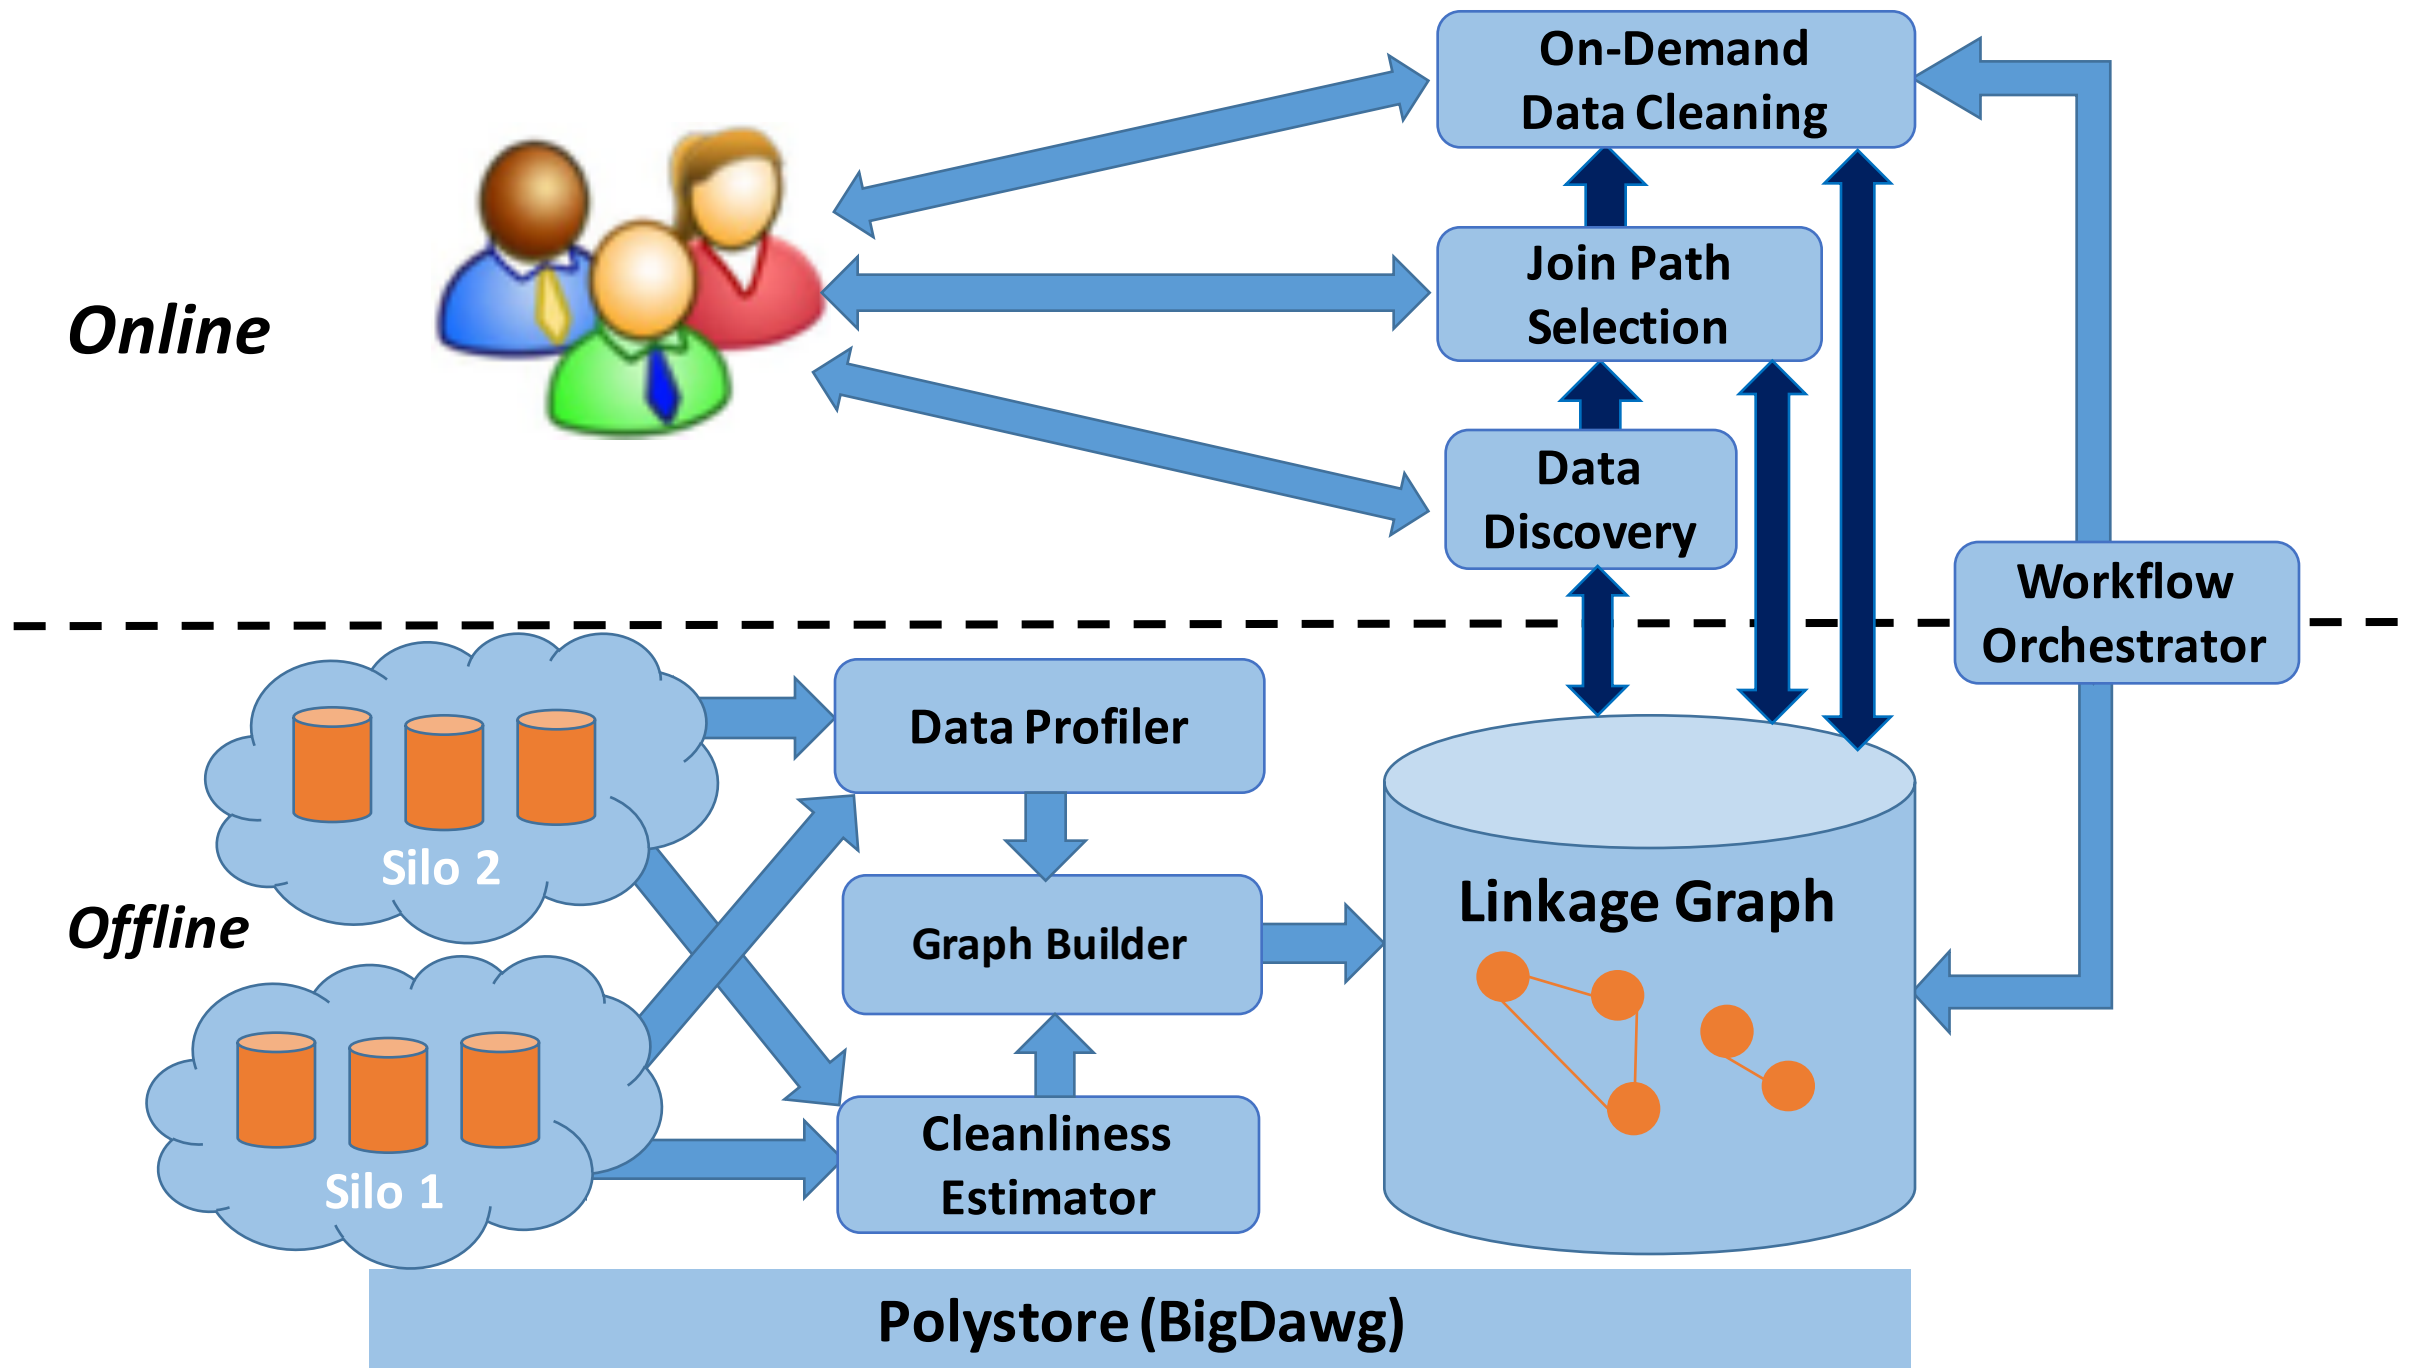 On-Demand
Data Cleaning
Join Path
Selection
Online
Data
Discovery
Workflow
Orchestrator
Data Profiler
Silo 2
Linkage Graph
Offline
Graph Builder
Cleanliness
Estimator
Silo 1
Polystore (BigDawg)